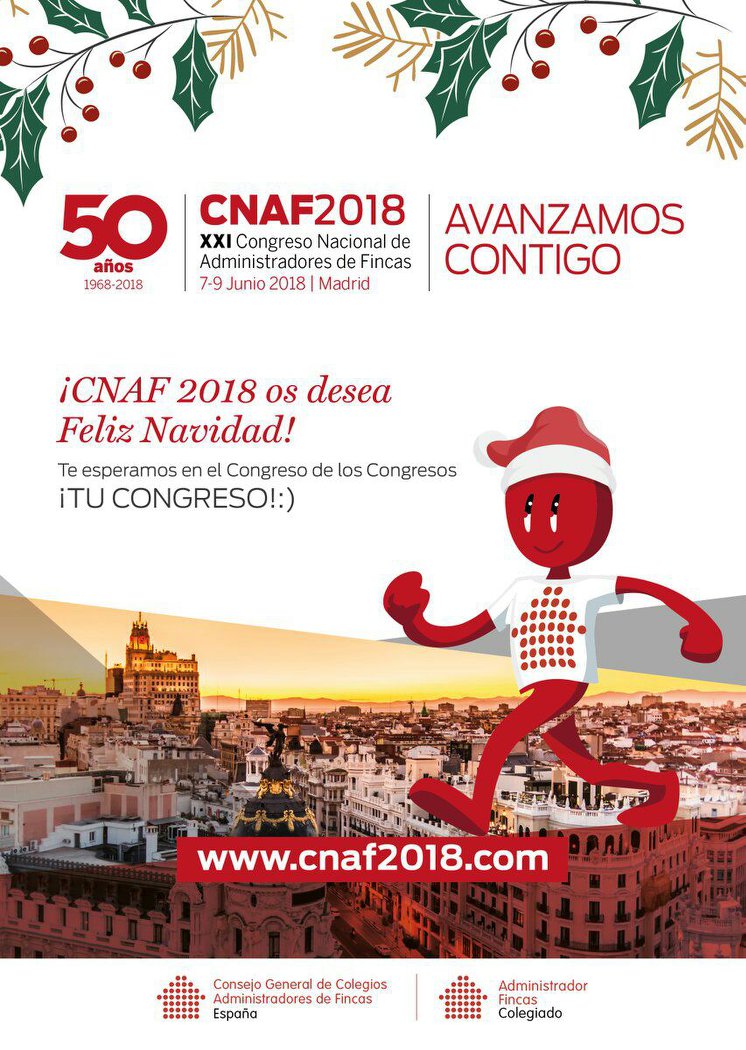 50
años
1968-2018
CNAF2018
XXI Congreso Nacional de
Administradores de Fincas
7-9 Junio 2018 | Madrid
AVANZAMOS
CONTIGO
¡CNAF 2018 os desea
Feliz Navidad!
Te esperamos en el Congreso de los Congresos
¡TU CONGRESO!:)
www.cnaf2018.com
Consejo General de Colegios
Administradores de Fincas
España
Administrador
Fincas
Colegiado